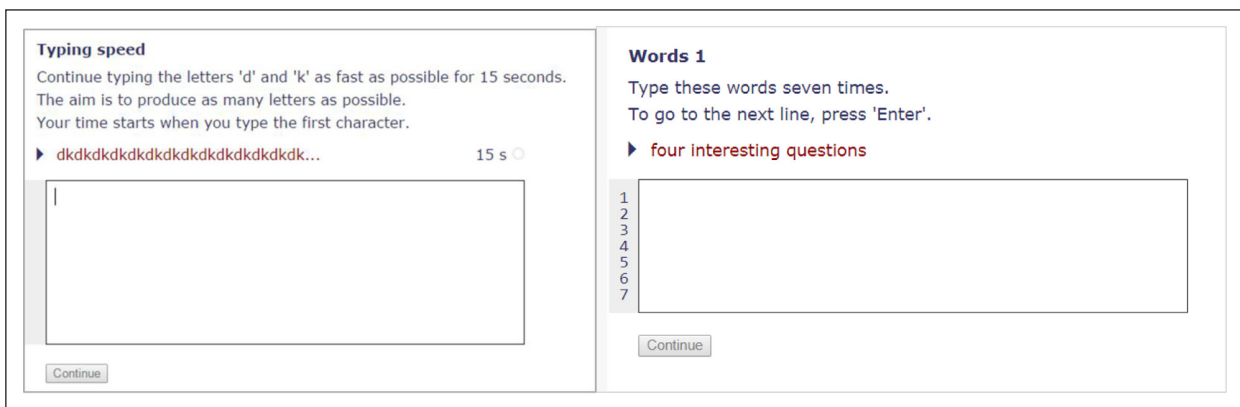 Typing speed
Continue typing the letters 'd' and 'k' as fast as possible for 15 seconds.
The aim is to produce as many letters as possible.
Your time starts when you type the first character.
dkdkdkdkdkdkdkdkdkdkdkdkdkdk... 15 s
Continue
Words 1
Type these words seven times.
To go to the next line, press 'Enter'.
four interesting questions
1
2
3
4
5
6
7
Continue